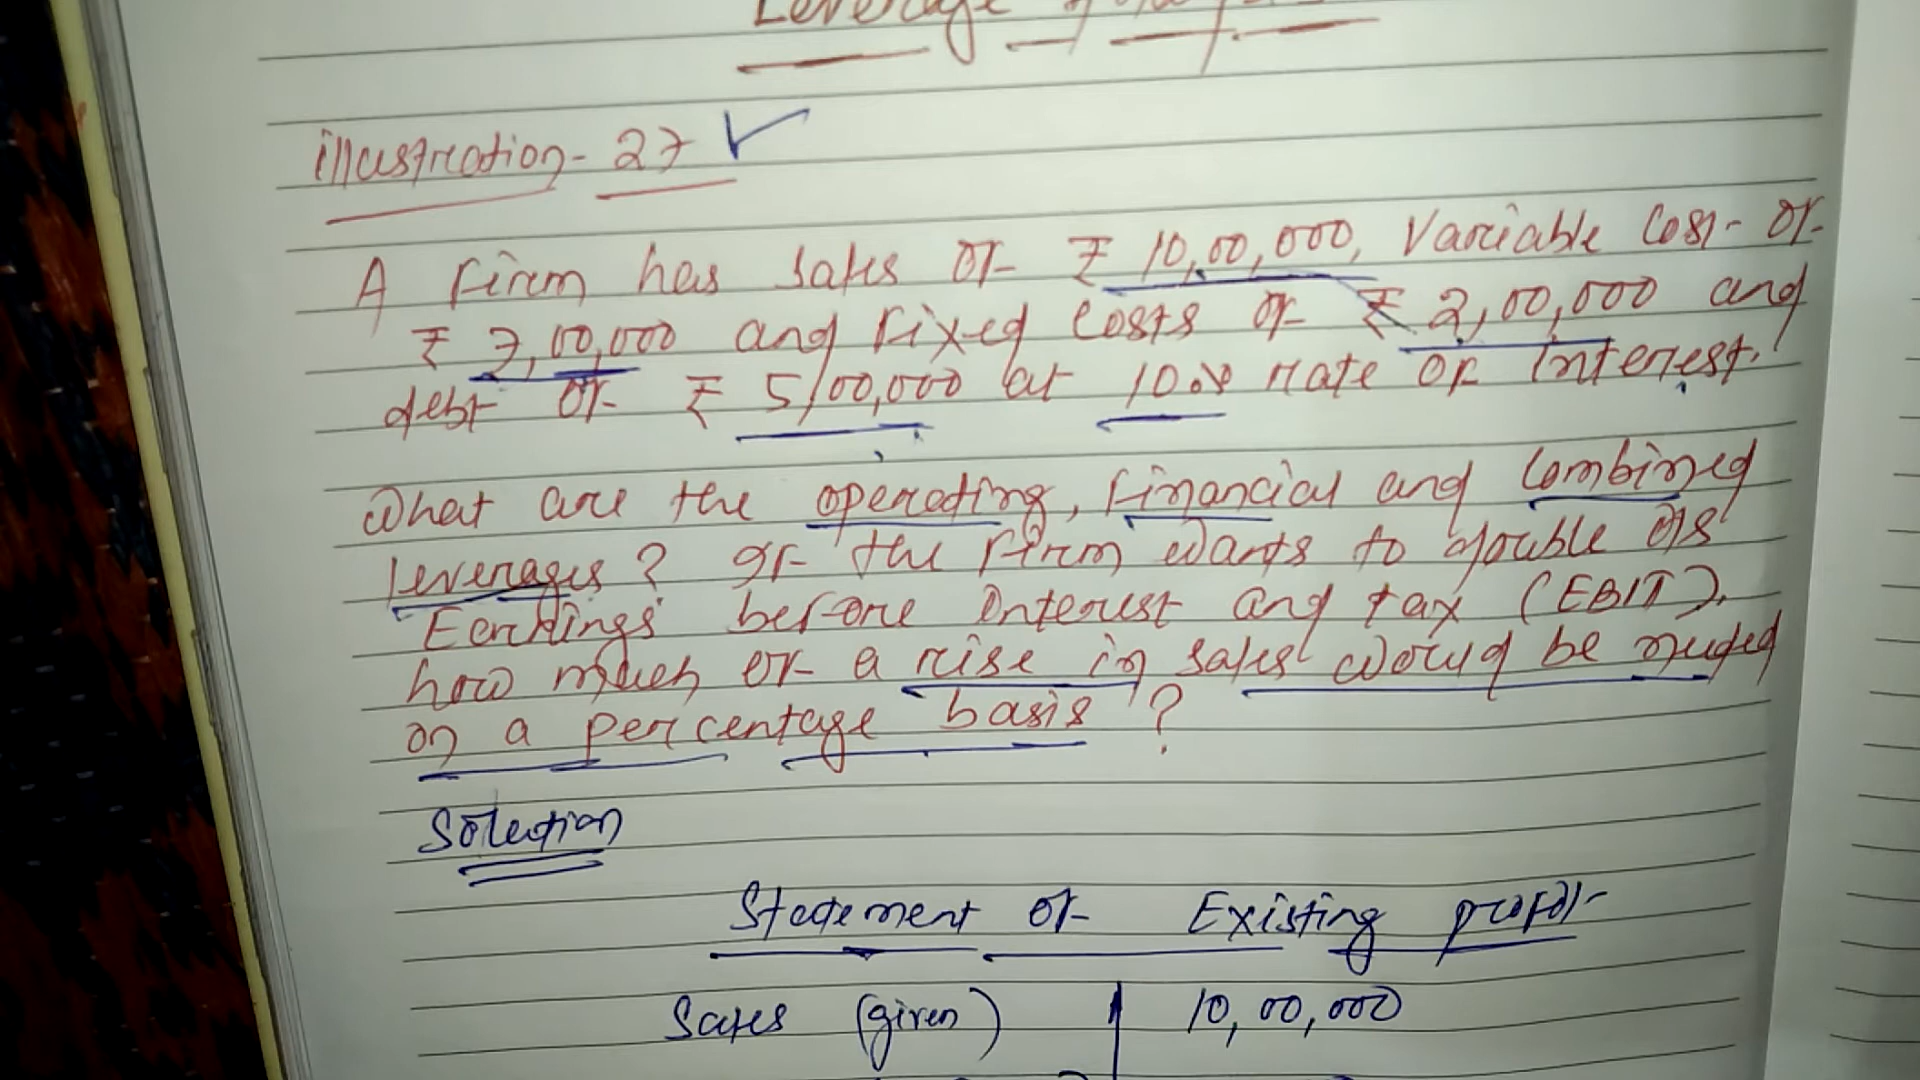 Leverage
illustration- 27
A firm has Sales of ₹ 10,00,000, Variable Cost of
₹ 7,00,000 and fixed Costs of ₹ 2,00,000 and
debt of ₹ 5,00,000 at 10% rate of interest.
What are the operating, financial and Combined
leverages? If the firm wants to double its
Earnings before interest and tax (EBIT),
how much of a rise in sales would be needed
on a percentage basis?
Solution
Statement of Existing profit
Sales (given) 10,00,000